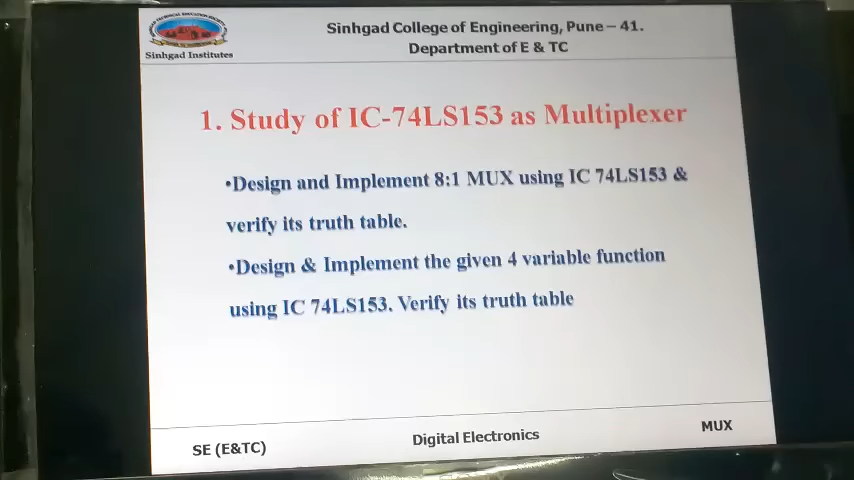 Sinhgad Institutes
Sinhgad College of Engineering, Pune – 41.
Department of E & TC
1. Study of IC-74LS153 as Multiplexer
•Design and Implement 8:1 MUX using IC 74LS153 &
verify its truth table.
•Design & Implement the given 4 variable function
using IC 74LS153. Verify its truth table
SE (E&TC)
Digital Electronics
MUX